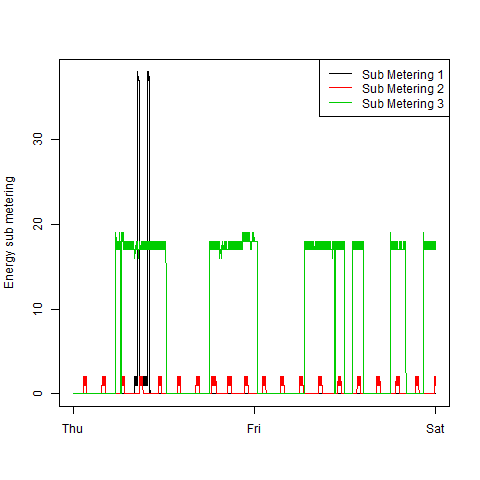 Sub Metering 1
Sub Metering 2
Sub Metering 3
Energy sub metering
30
20
10
0
Thu Fri Sat